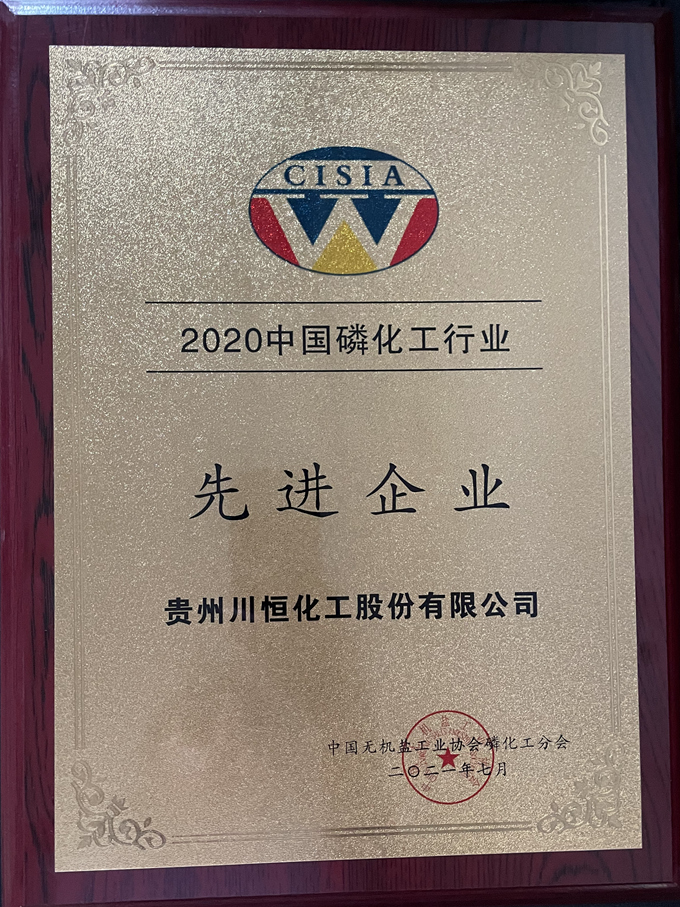 CISIA
2020中国磷化工行业
先进企业
贵州川恒化工股份有限公司
中国无机盐工业协会磷化工分会
二〇二一年七月